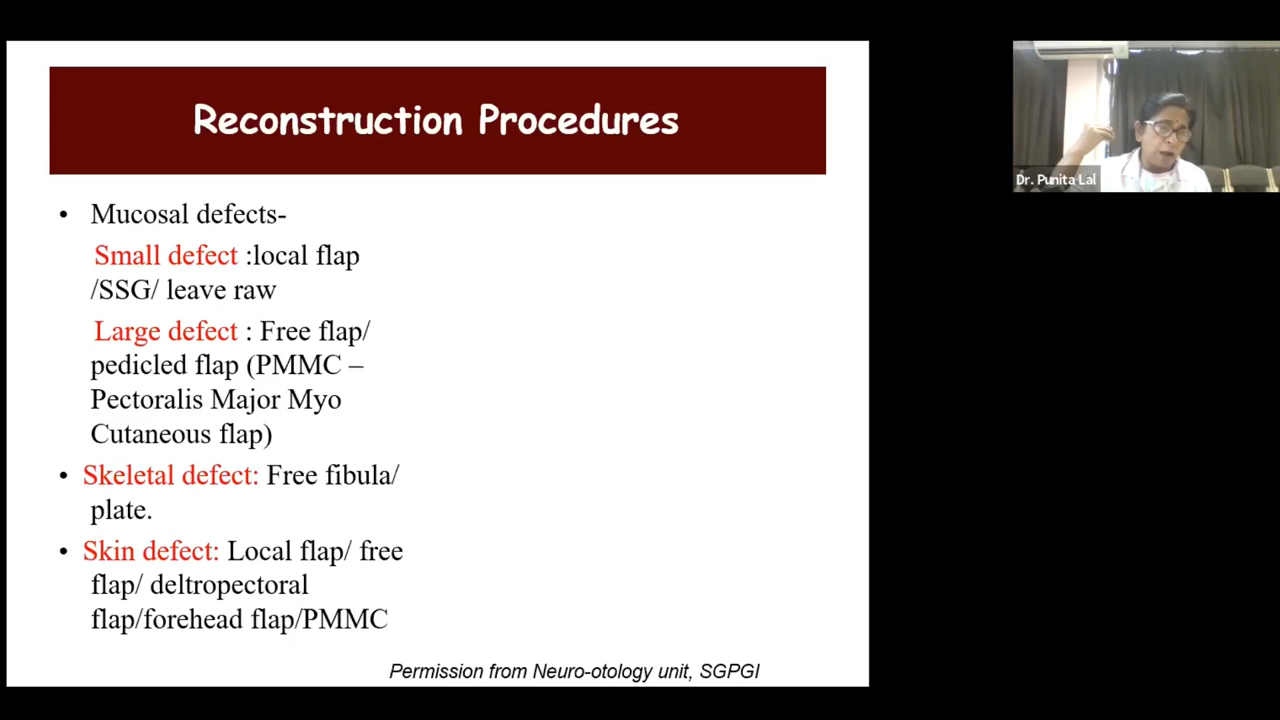 Reconstruction Procedures
• Mucosal defects-
Small defect :local flap
/SSG/ leave raw
Large defect : Free flap/
pedicled flap (PMMC –
Pectoralis Major Myo
Cutaneous flap)
• Skeletal defect: Free fibula/
plate.
• Skin defect: Local flap/ free
flap/ deltropectoral
flap/forehead flap/PMMC
Permission from Neuro-otology unit, SGPGI
Dr. Punita Lal